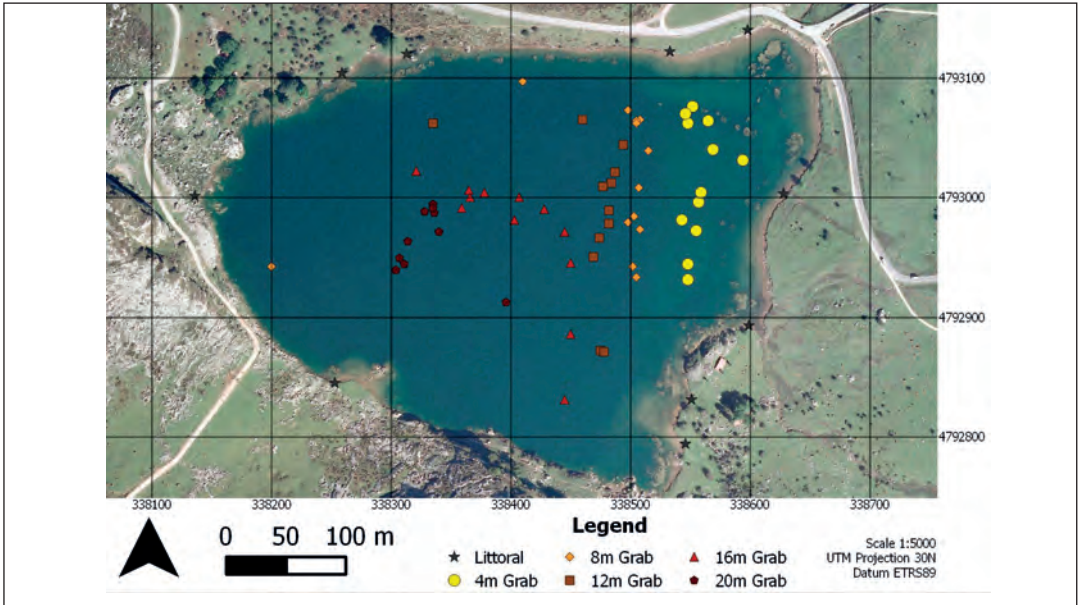 4793100
4793000
4792900
4792800
338100 338200 338300 338400 338500 338600 338700
0 50 100 m
Legend
Littoral 8m Grab 16m Grab
4m Grab 12m Grab 20m Grab
Scale 1:5000
UTM Projection 30N
Datum ETRS89